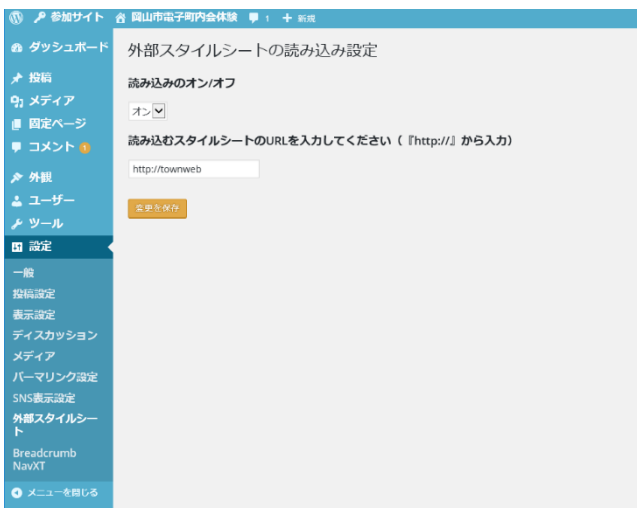 参加サイト 岡山市電子町内会体験 1 + 新規
ダッシュボード
投稿
メディア
固定ページ
コメント 1
外観
ユーザー
ツール
設定
一般
投稿設定
表示設定
ディスカッション
メディア
パーマリンク設定
SNS表示設定
外部スタイルシー
ト
Breadcrumb
NavXT
メニューを閉じる
外部スタイルシートの読み込み設定
読み込みのオン/オフ
オン
読み込むスタイルシートのURLを入力してください（『http://』から入力）
http://townweb
変更を保存